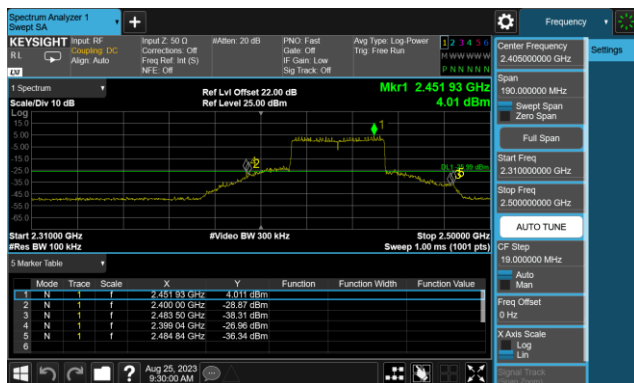 Spectrum Analyzer 1
Swept SA
Frequency
KEYSIGHT
R L
Input: RF
Coupling: DC
Align: Auto
Input Z: 50 Ω
Corrections: Off
Freq Ref: Int (S)
NFE: Off
#Atten: 20 dB
PNO: Fast
Gate: Off
IF Gain: Low
Sig Track: Off
Avg Type: Log-Power
Trig: Free Run
1 2 3 4 5 6
M W W W W W
P N N N N N
LXI
1 Spectrum
Scale/Div 10 dB
Ref Lvl Offset 22.00 dB
Ref Level 25.00 dBm
Mkr1 2.451 93 GHz
4.01 dBm
Log
15.0
5.00
-5.00
-15.0
-25.0
-35.0
-45.0
-55.0
-65.0
1
2
5
Start 2.31000 GHz
#Res BW 100 kHz
#Video BW 300 kHz
Stop 2.50000 GHz
Sweep 1.00 ms (1001 pts)
5 Marker Table
Mode Trace Scale X Y Function Function Width Function Value
1 N 1 f 2.451 93 GHz 4.011 dBm
2 N 1 f 2.400 00 GHz -28.87 dBm
3 N 1 f 2.483 50 GHz -38.31 dBm
4 N 1 f 2.399 04 GHz -26.96 dBm
5 N 1 f 2.484 84 GHz -36.34 dBm
6
?
Aug 25, 2023
9:30:00 AM
Center Frequency
2.405000000 GHz
Settings
Span
190.000000 MHz
Swept Span
Zero Span
Full Span
Start Freq
2.310000000 GHz
Stop Freq
2.500000000 GHz
AUTO TUNE
CF Step
19.000000 MHz
Auto
Man
Freq Offset
0 Hz
X Axis Scale
Log
Lin
Signal Track